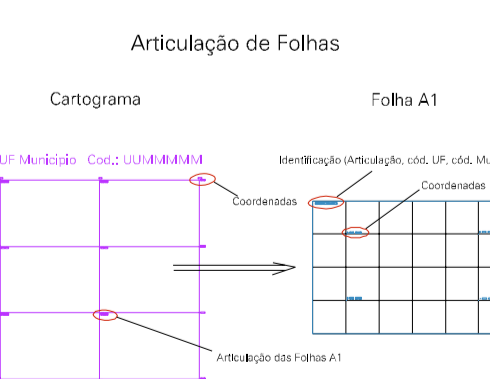 Articulação de Folhas
Cartograma
Folha A1
UF Municipio Cod.: UUMMMMM
Identificação (Articulação, cód. UF, cód. Mu
Coordenadas
Coordenadas
Articulação das Folhas A1